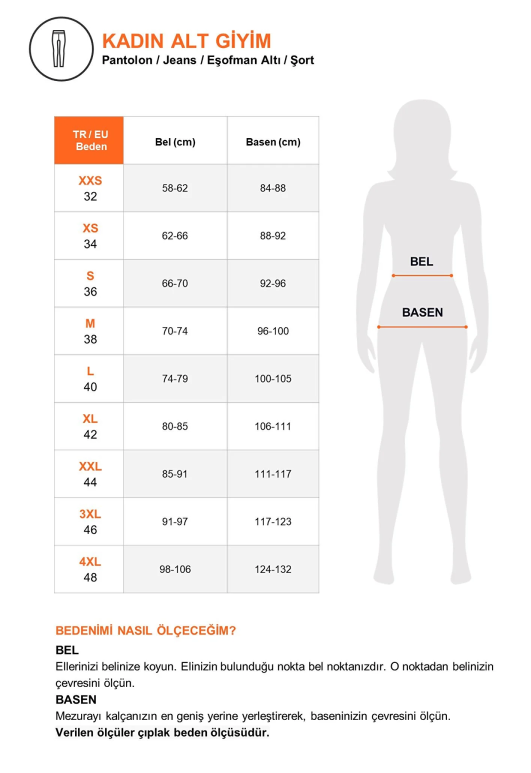 KADIN ALT GİYİM
Pantolon / Jeans / Eşofman Altı / Şort
TR / EU Beden Bel (cm) Basen (cm)
XXS 32 58-62 84-88
XS 34 62-66 88-92
S 36 66-70 92-96
M 38 70-74 96-100
L 40 74-79 100-105
XL 42 80-85 106-111
XXL 44 85-91 111-117
3XL 46 91-97 117-123
4XL 48 98-106 124-132
BEL
BASEN
BEDENİMİ NASIL ÖLÇECEĞİM?
BEL
Ellerinizi belinize koyun. Elinizin bulunduğu nokta bel noktanızdır. O noktadan belinizin
çevresini ölçün.
BASEN
Mezurayı kalçanızın en geniş yerine yerleştirerek, baseninizin çevresini ölçün.
Verilen ölçüler çıplak beden ölçüsüdür.